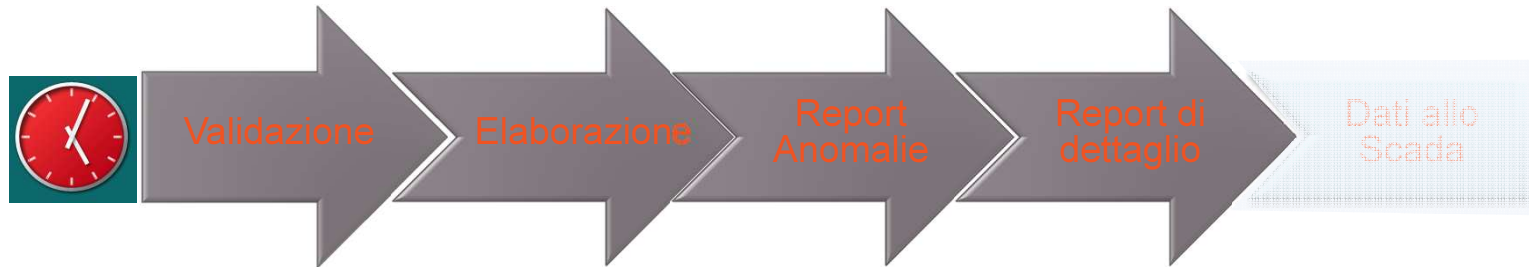 Validazione
Elaborazione
Report
Anomalie
Report di
dettaglio
Dati allo
Scada